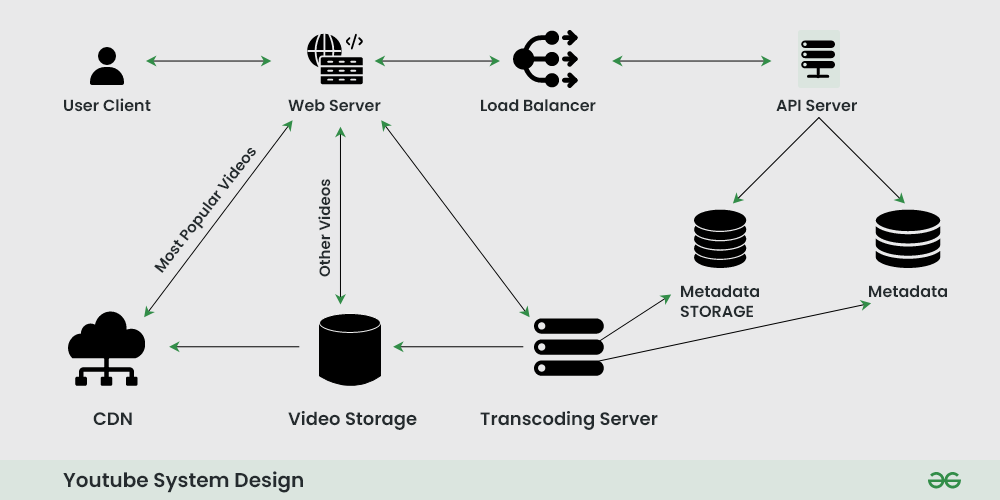 User Client
Web Server
Load Balancer
API Server
Most Popular Videos
Other Videos
Metadata
STORAGE
Metadata
CDN
Video Storage
Transcoding Server
Youtube System Design